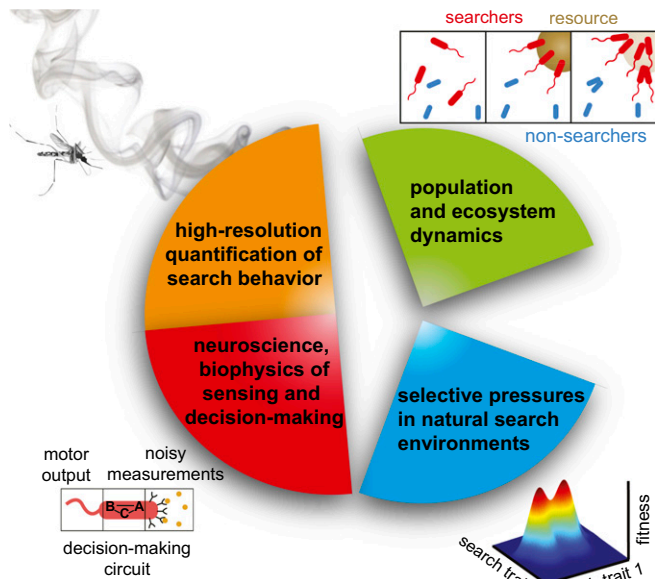 searchers
resource
non-searchers
high-resolution
quantification of
search behavior
population
and ecosystem
dynamics
neuroscience,
biophysics of
sensing and
decision-making
selective pressures
in natural search
environments
motor
output
noisy
measurements
B C A
decision-making
circuit
fitness
search
trait 1